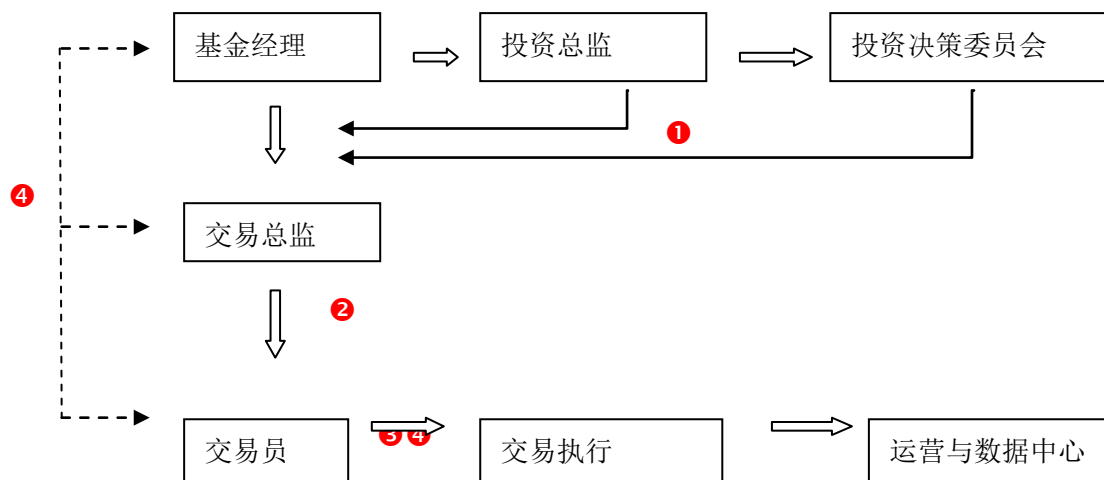 基金经理
投资总监
投资决策委员会
❶
❹
交易总监
❷
交易员
❸❹
交易执行
运营与数据中心